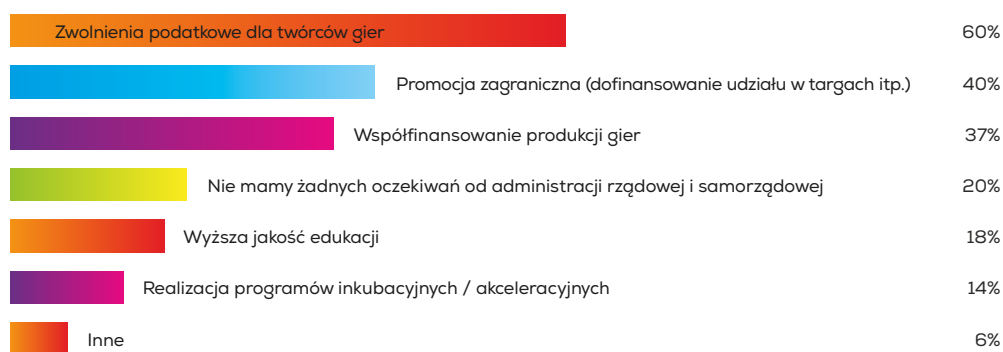 Zwolnienia podatkowe dla twórców gier 60%
Promocja zagraniczna (dofinansowanie udziału w targach itp.) 40%
Współfinansowanie produkcji gier 37%
Nie mamy żadnych oczekiwań od administracji rządowej i samorządowej 20%
Wyższa jakość edukacji 18%
Realizacja programów inkubacyjnych / akceleracyjnych 14%
Inne 6%